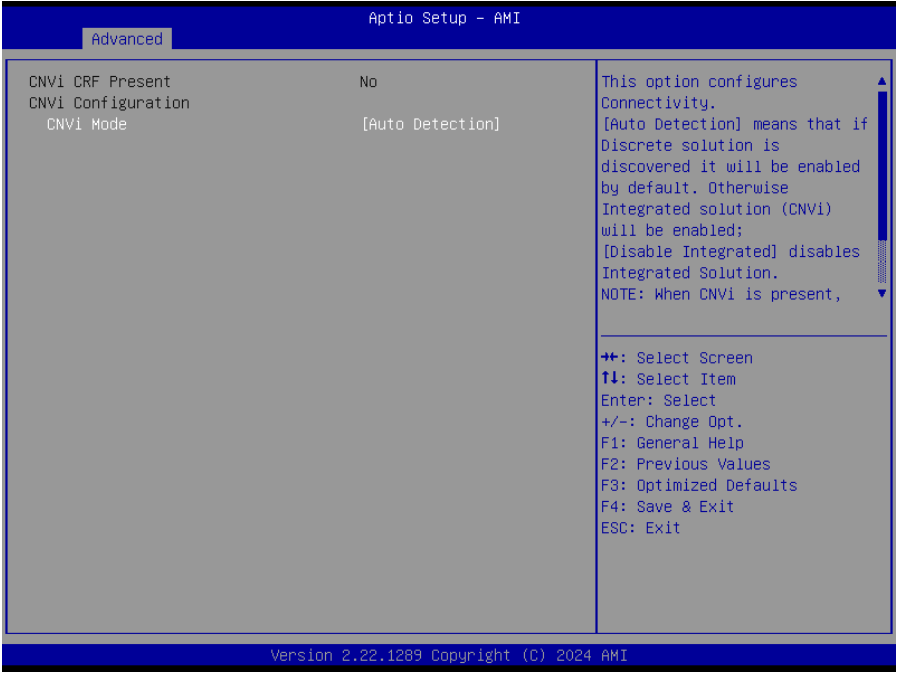 Aptio Setup - AMI
Advanced
CNVi CRF Present No
CNVi Configuration
CNVi Mode [Auto Detection]
This option configures
Connectivity.
[Auto Detection] means that if
Discrete solution is
discovered it will be enabled
by default. Otherwise
Integrated solution (CNVi)
will be enabled;
[Disable Integrated] disables
Integrated Solution.
NOTE: When CNVi is present,
→←: Select Screen
↑↓: Select Item
Enter: Select
+/-: Change Opt.
F1: General Help
F2: Previous Values
F3: Optimized Defaults
F4: Save & Exit
ESC: Exit
Version 2.22.1289 Copyright (C) 2024 AMI